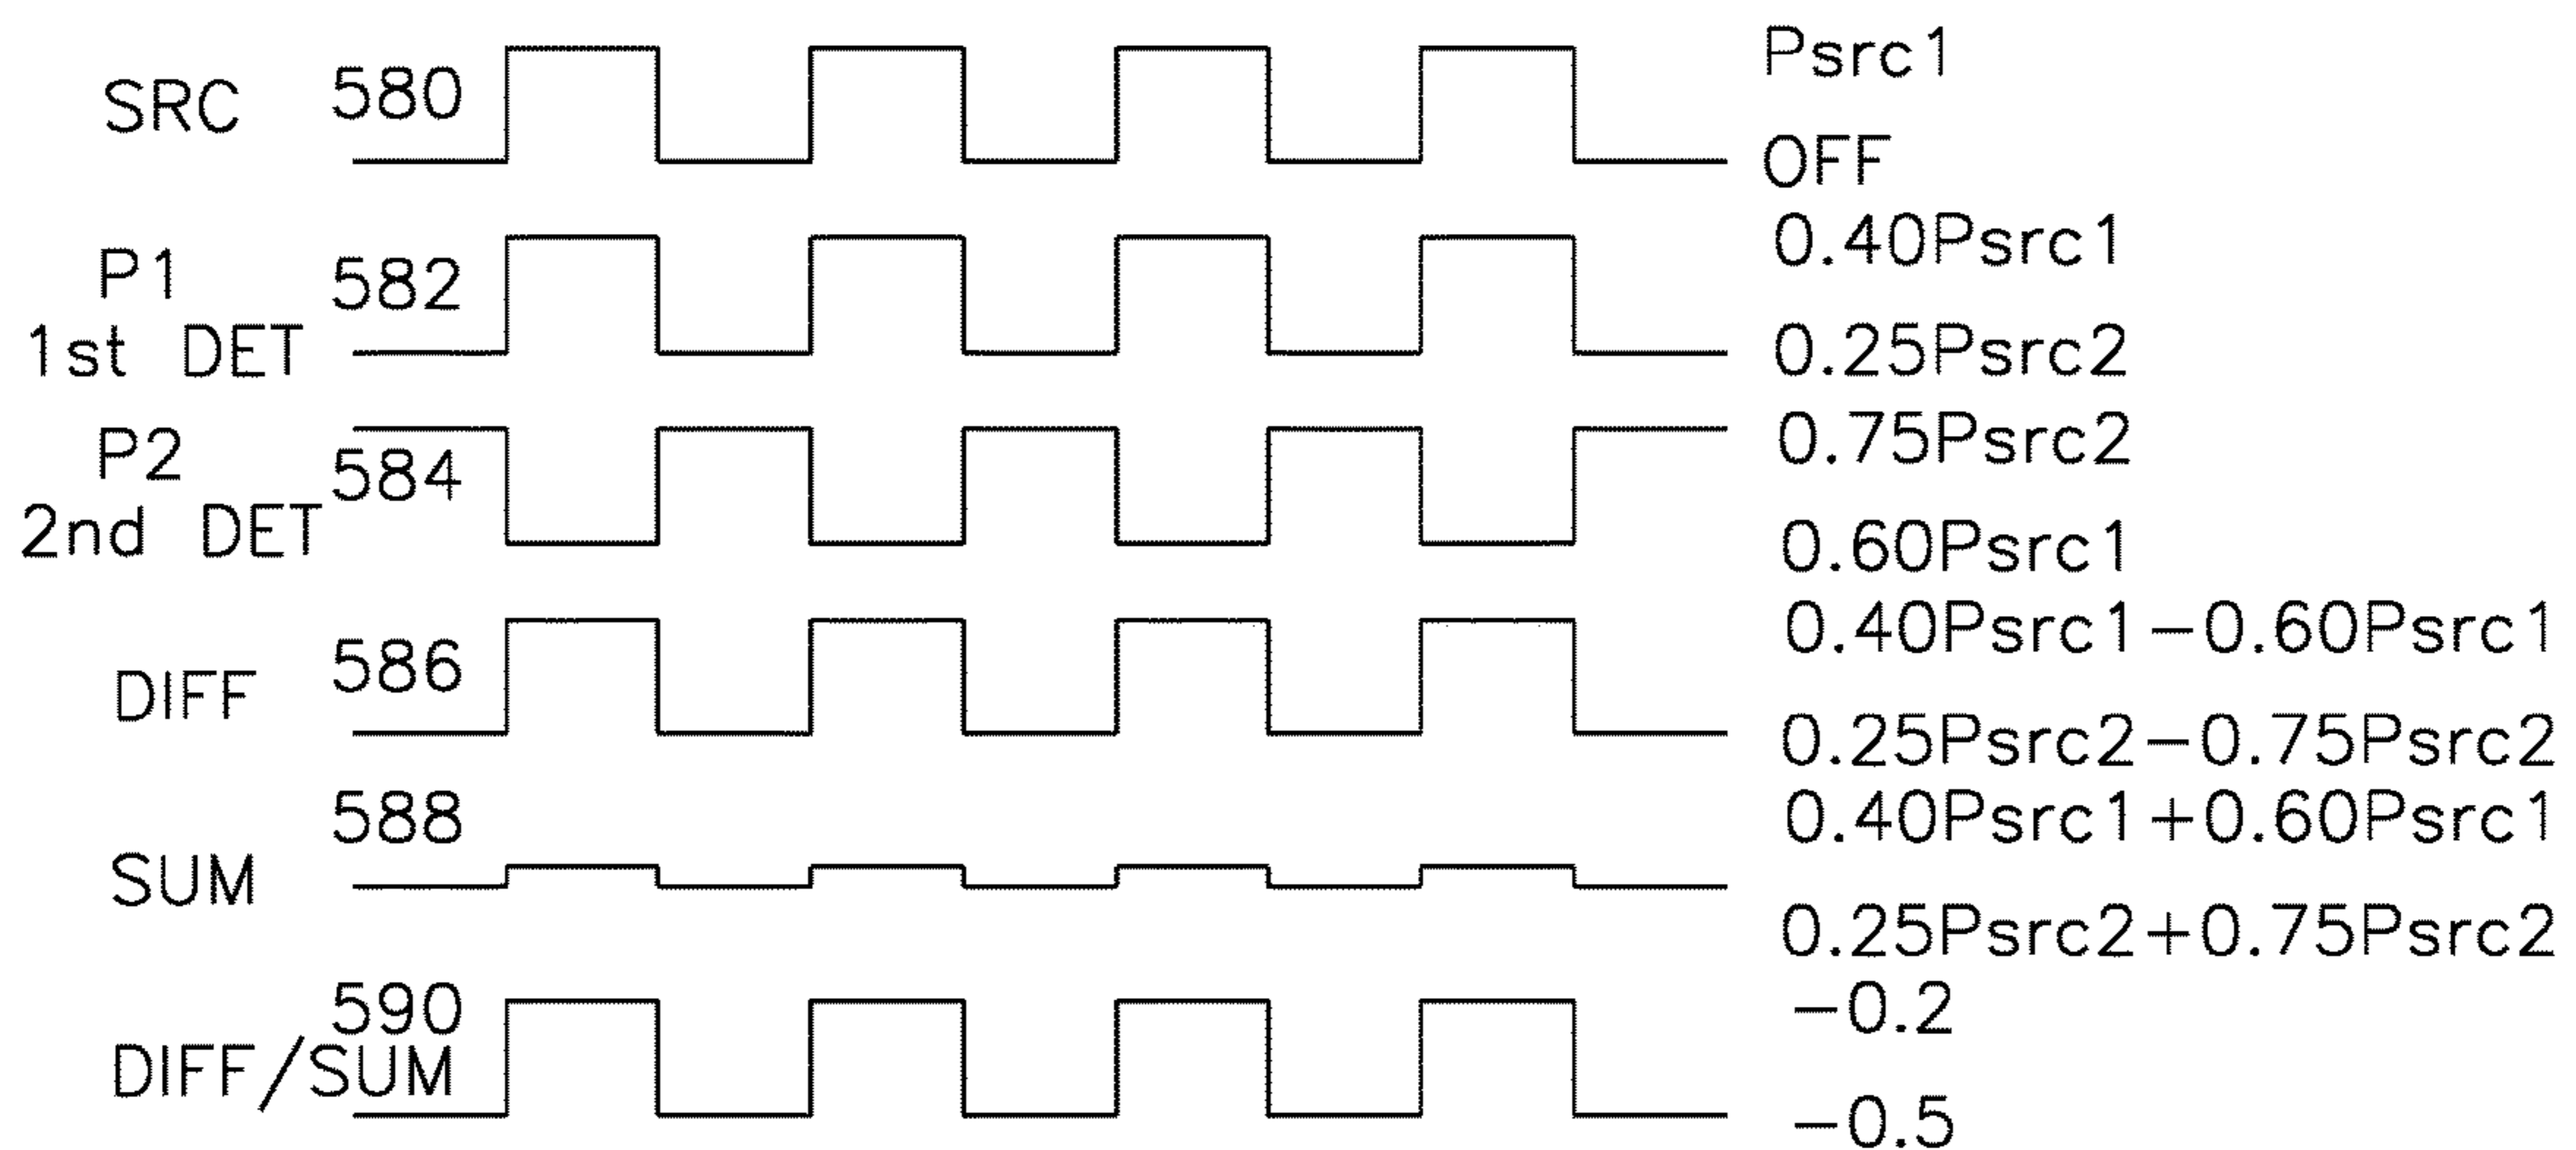 SRC 580 Psrc1
OFF
P1 582 0.40Psrc1
1st DET 0.25Psrc2
P2 584 0.75Psrc2
2nd DET 0.60Psrc1
DIFF 586 0.40Psrc1-0.60Psrc1
0.25Psrc2-0.75Psrc2
588 0.40Psrc1+0.60Psrc1
SUM 0.25Psrc2+0.75Psrc2
590 -0.2
DIFF/SUM -0.5